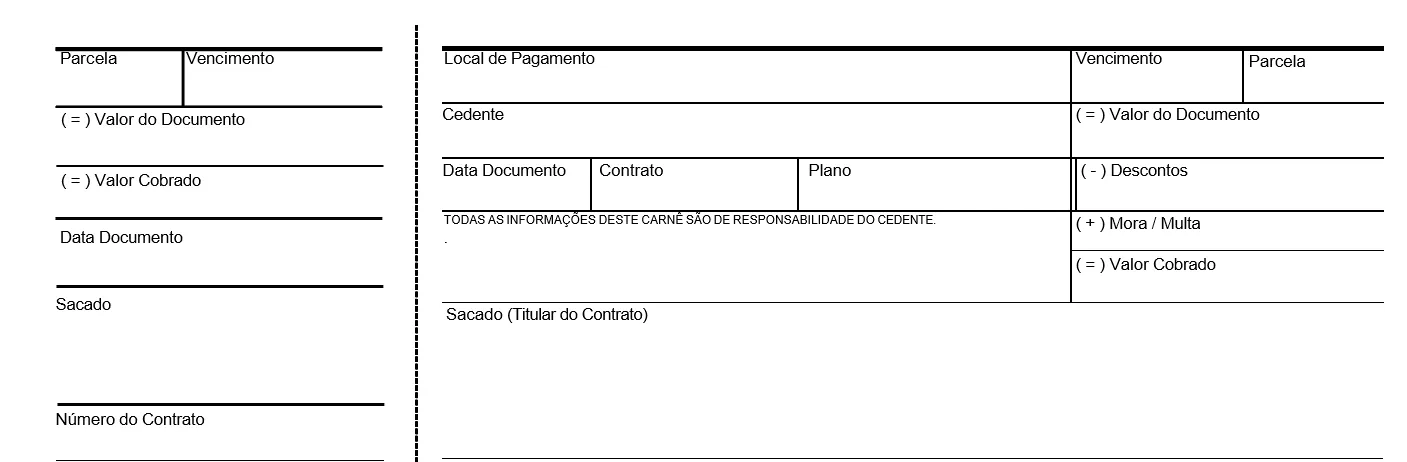 Parcela Vencimento
( = ) Valor do Documento
( = ) Valor Cobrado
Data Documento
Sacado
Número do Contrato
Local de Pagamento Vencimento Parcela
Cedente ( = ) Valor do Documento
Data Documento Contrato Plano ( - ) Descontos
TODAS AS INFORMAÇÕES DESTE CARNÊ SÃO DE RESPONSABILIDADE DO CEDENTE. ( + ) Mora / Multa
.
( = ) Valor Cobrado
Sacado (Titular do Contrato)